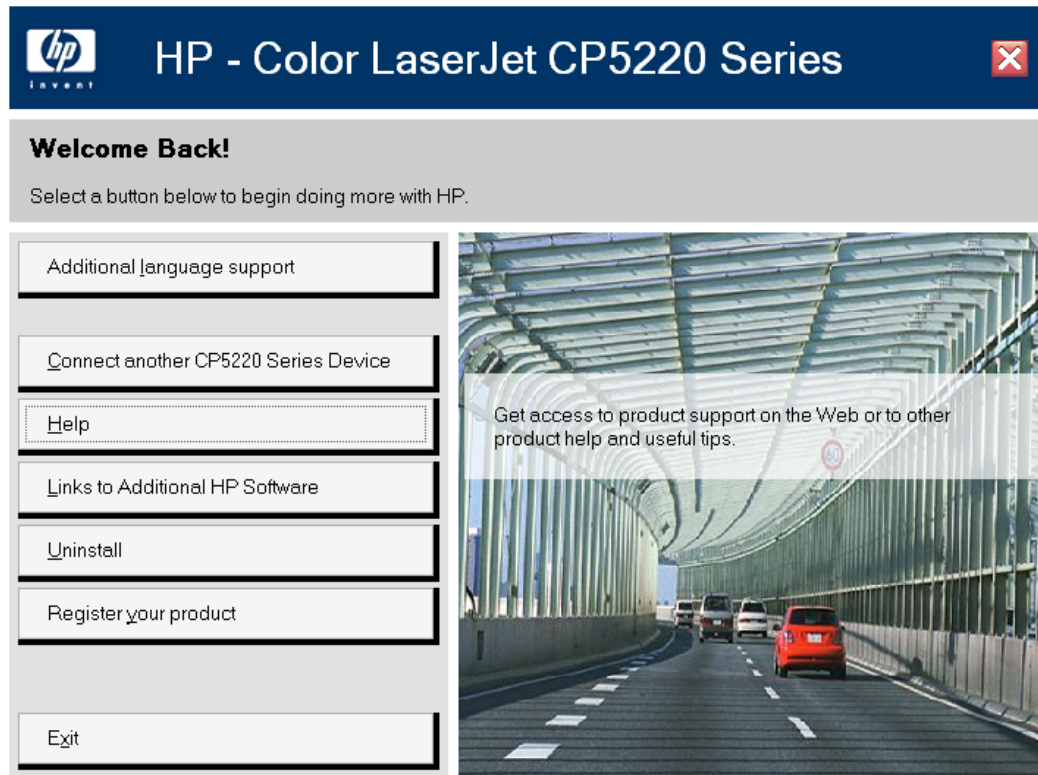 hp
invent
HP - Color LaserJet CP5220 Series
Welcome Back!
Select a button below to begin doing more with HP.
Additional language support
Connect another CP5220 Series Device
Help
Get access to product support on the Web or to other
product help and useful tips.
60
Links to Additional HP Software
Uninstall
Register your product
Exit